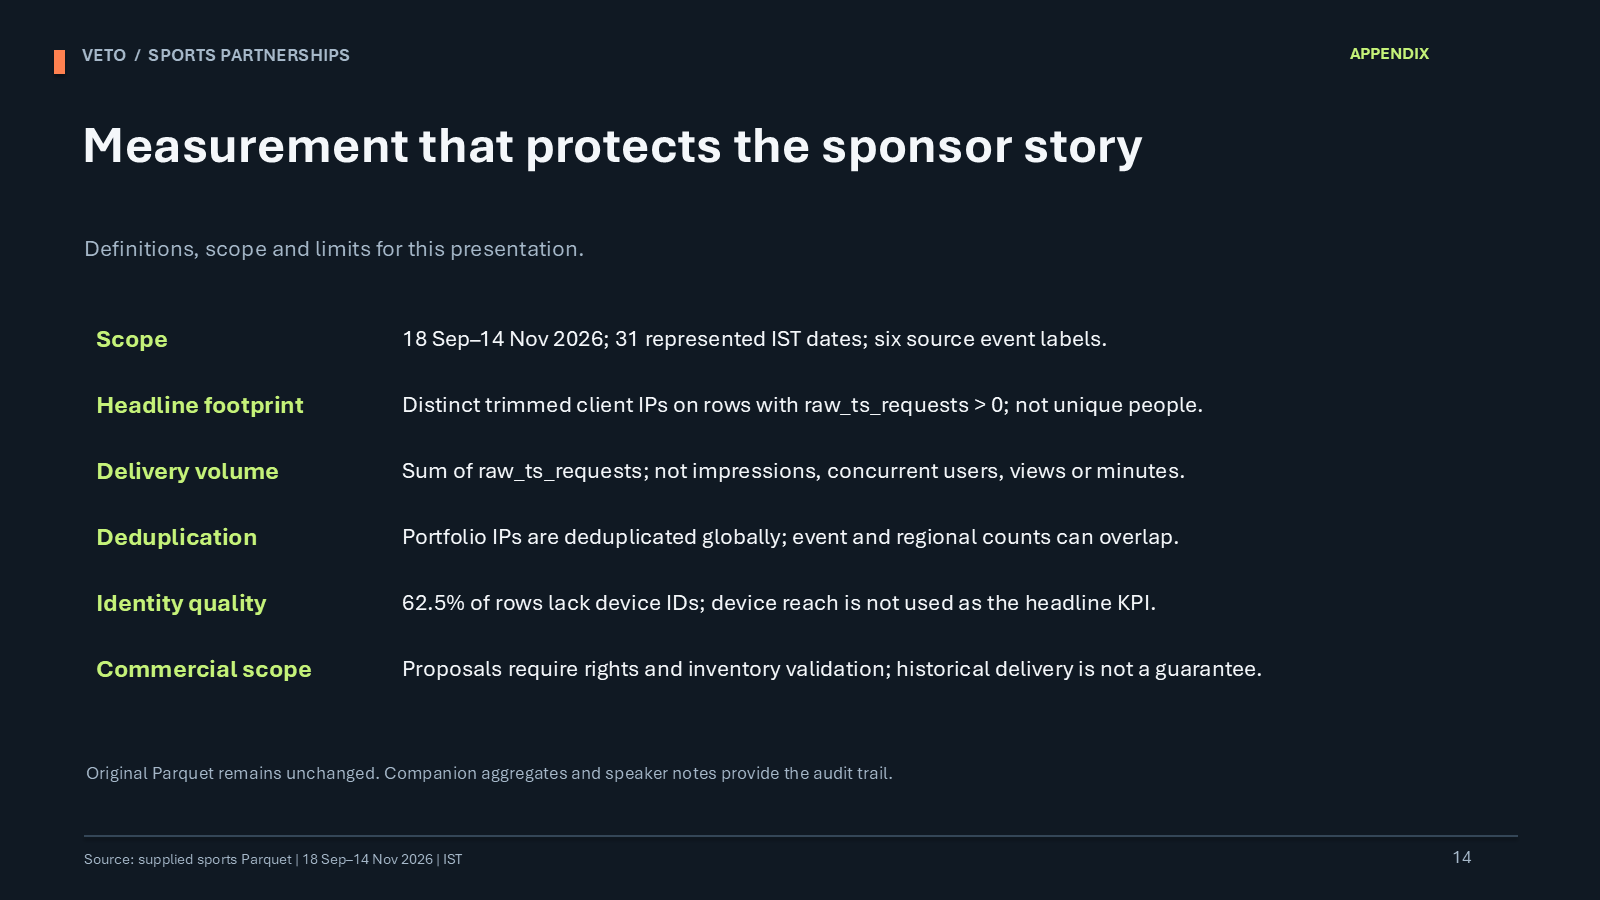 VETO / SPORTS PARTNERSHIPS
APPENDIX
Measurement that protects the sponsor story
Definitions, scope and limits for this presentation.
Scope
18 Sep–14 Nov 2026; 31 represented IST dates; six source event labels.
Headline footprint
Distinct trimmed client IPs on rows with raw_ts_requests > 0; not unique people.
Delivery volume
Sum of raw_ts_requests; not impressions, concurrent users, views or minutes.
Deduplication
Portfolio IPs are deduplicated globally; event and regional counts can overlap.
Identity quality
62.5% of rows lack device IDs; device reach is not used as the headline KPI.
Commercial scope
Proposals require rights and inventory validation; historical delivery is not a guarantee.
Original Parquet remains unchanged. Companion aggregates and speaker notes provide the audit trail.
Source: supplied sports Parquet | 18 Sep–14 Nov 2026 | IST
14